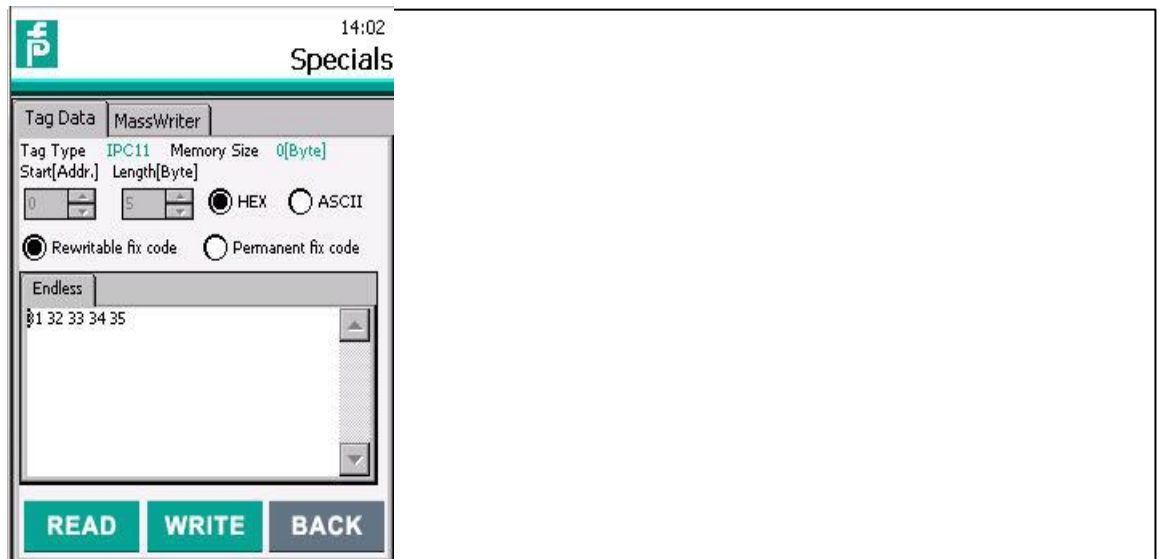 14:02
Specials
Tag Data MassWriter
Tag Type IPC11 Memory Size 0[Byte]
Start[Addr.] Length[Byte]
0 5 HEX ASCII
Rewritable fix code Permanent fix code
Endless
31 32 33 34 35
READ WRITE BACK